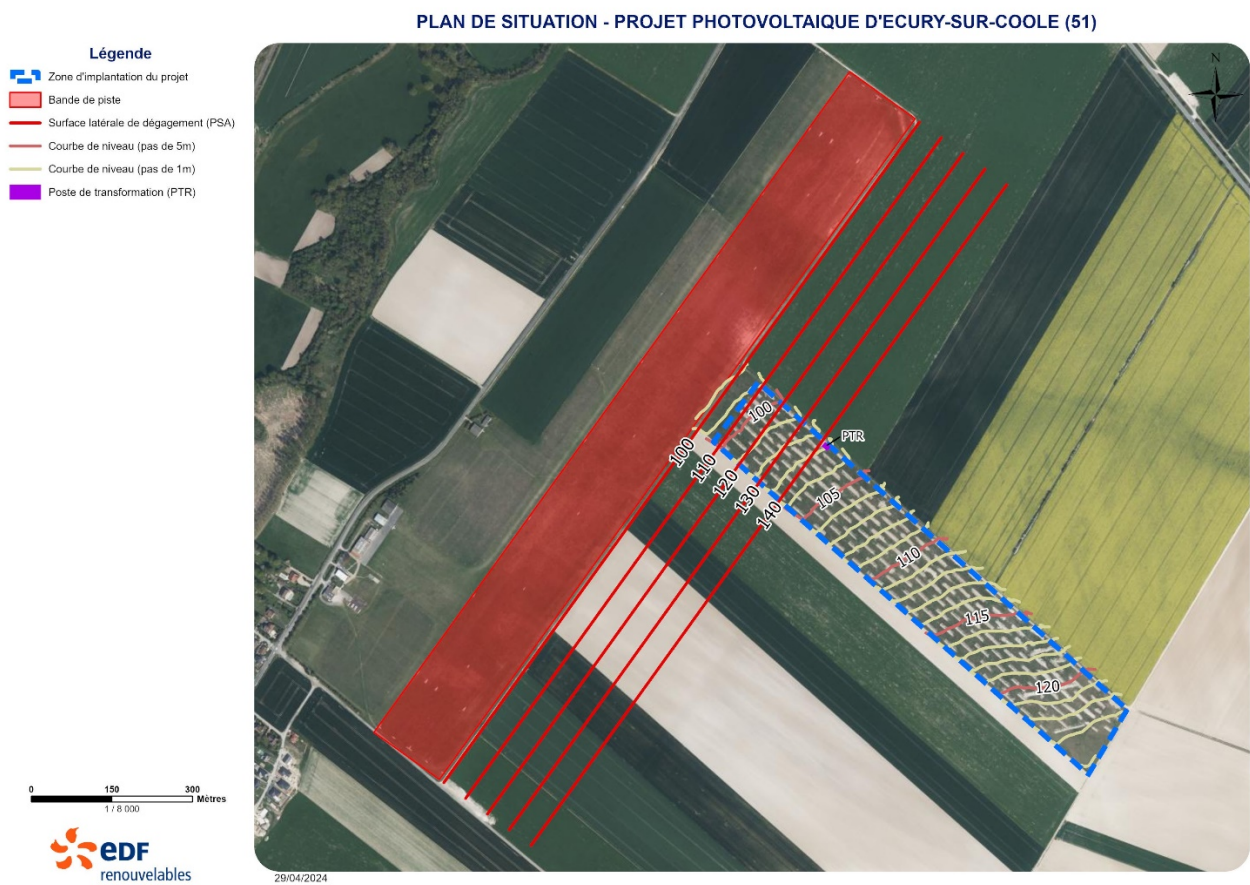 PLAN DE SITUATION - PROJET PHOTOVOLTAIQUE D'ECURY-SUR-COOLE (51)
Légende
Zone d'implantation du projet
Bande de piste
Surface latérale de dégagement (PSA)
Courbe de niveau (pas de 5m)
Courbe de niveau (pas de 1m)
Poste de transformation (PTR)
N
100
PTR
100
110
120
130
140
105
110
115
120
0 150 300 Mètres
1 / 8 000
eDF
renouvelables
29/04/2024